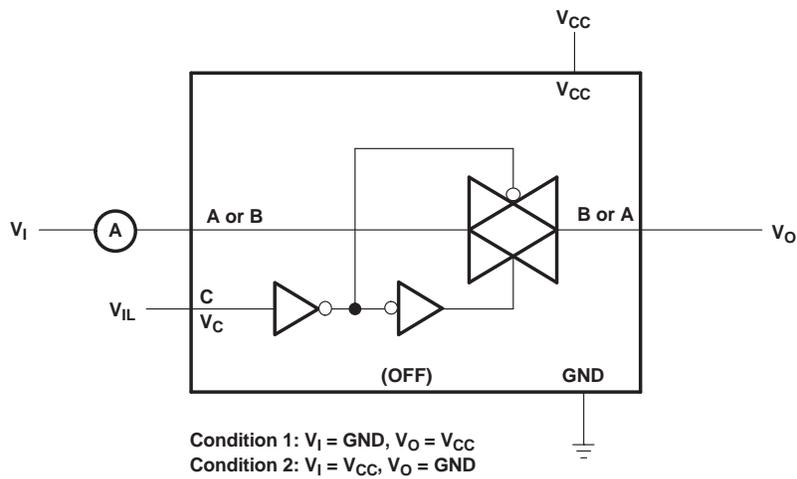 VCC
VCC
A or B
B or A
VI
A
VO
C
VIL
VC
(OFF)
GND
Condition 1: VI = GND, VO = VCC
Condition 2: VI = VCC, VO = GND